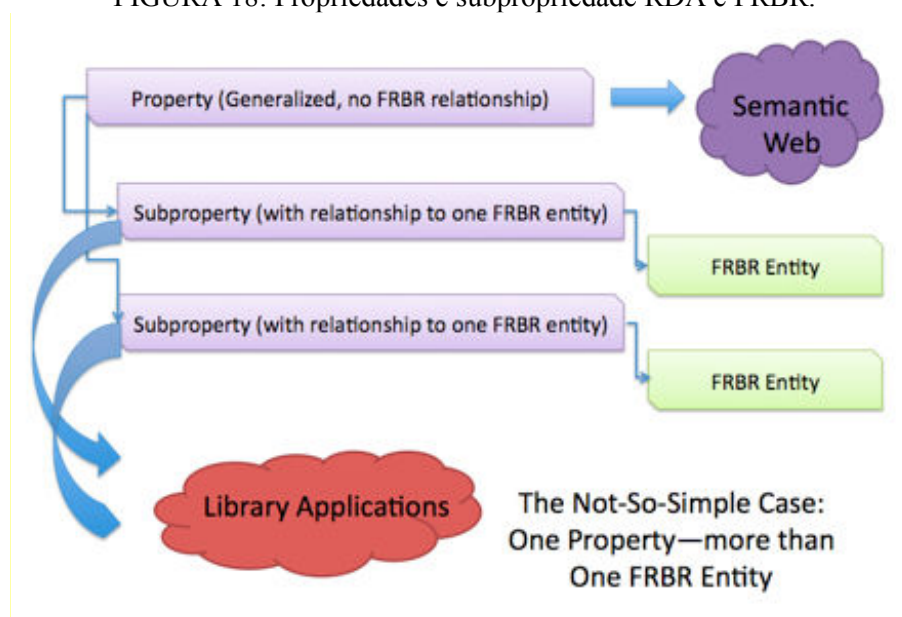 FIGURA 18: Propriedades e subpropriedade RDA e FRBR.
Property (Generalized, no FRBR relationship)
Semantic
Web
Subproperty (with relationship to one FRBR entity)
FRBR Entity
Subproperty (with relationship to one FRBR entity)
FRBR Entity
Library Applications
The Not-So-Simple Case:
One Property—more than
One FRBR Entity